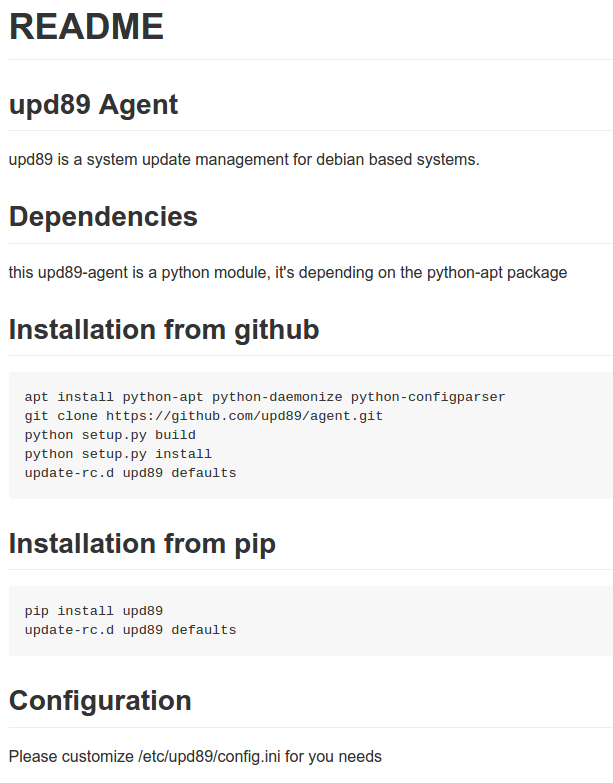 README
upd89 Agent
upd89 is a system update management for debian based systems.
Dependencies
this upd89-agent is a python module, it's depending on the python-apt package
Installation from github
apt install python-apt python-daemonize python-configparser
git clone https://github.com/upd89/agent.git
python setup.py build
python setup.py install
update-rc.d upd89 defaults
Installation from pip
pip install upd89
update-rc.d upd89 defaults
Configuration
Please customize /etc/upd89/config.ini for you needs